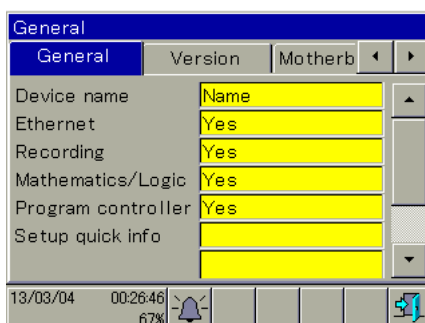 General
General Version Motherb
Device name Name
Ethernet Yes
Recording Yes
Mathematics/Logic Yes
Program controller Yes
Setup quick info
13/03/04 00:26:46
67%